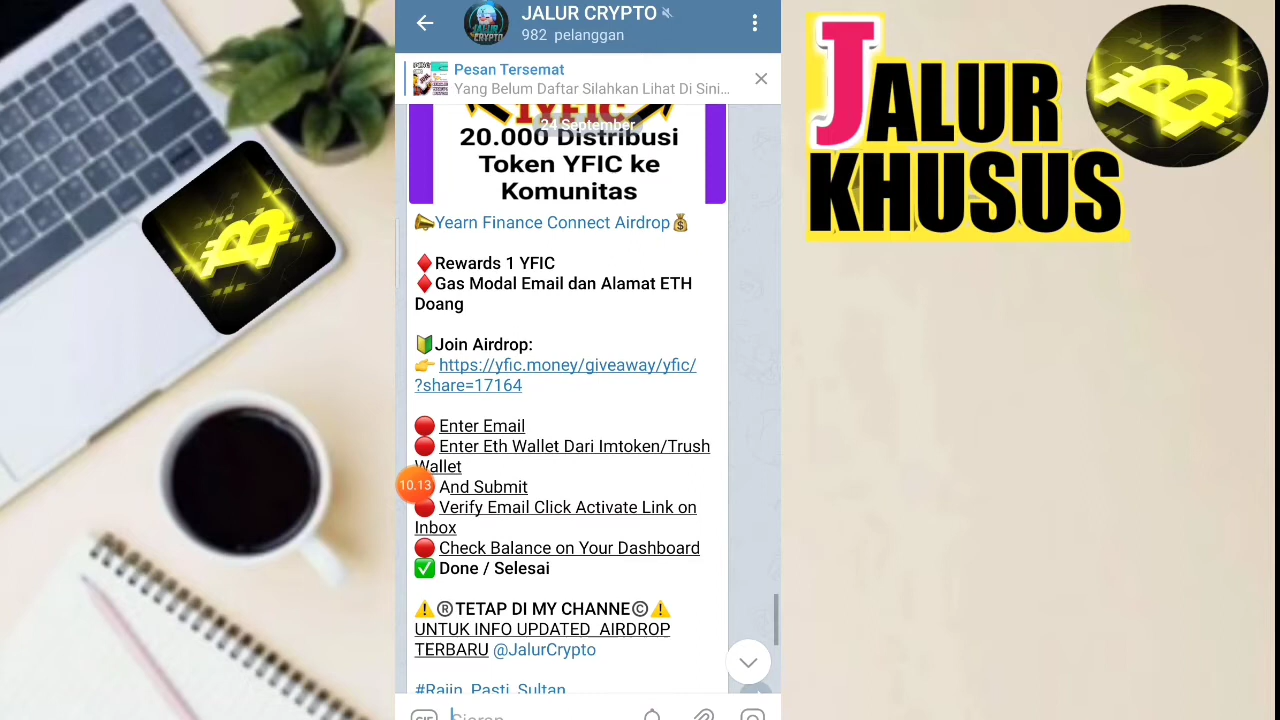 JALUR CRYPTO
982 pelanggan
Pesan Tersemat
Yang Belum Daftar Silahkan Lihat Di Sini...
24 September
20.000 Distribusi
Token YFIC ke
Komunitas
Yearn Finance Connect Airdrop
Rewards 1 YFIC
Gas Modal Email dan Alamat ETH
Doang
Join Airdrop:
https://yfic.money/giveaway/yfic/
?share=17164
Enter Email
Enter Eth Wallet Dari Imtoken/Trush
Wallet
And Submit
10.13
Verify Email Click Activate Link on
Inbox
Check Balance on Your Dashboard
Done / Selesai
®TETAP DI MY CHANNE©
UNTUK INFO UPDATED AIRDROP
TERBARU @JalurCrypto
#Rajin_Pasti_Sultan
GIF Siaran
JALUR
KHUSUS